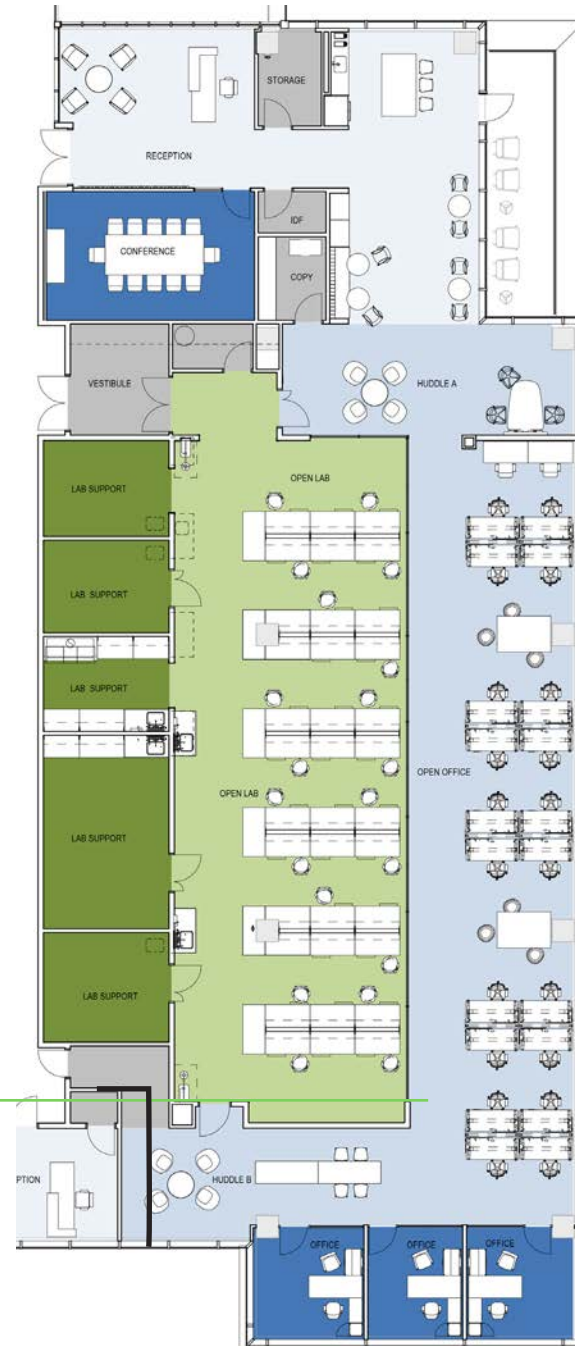 STORAGE
RECEPTION
IDF
CONFERENCE
COPY
VESTIBULE
HUDDLE A
LAB SUPPORT
OPEN LAB
LAB SUPPORT
LAB SUPPORT
OPEN OFFICE
OPEN LAB
LAB SUPPORT
LAB SUPPORT
PTION
HUDDLE B
OFFICE
OFFICE
OFFICE